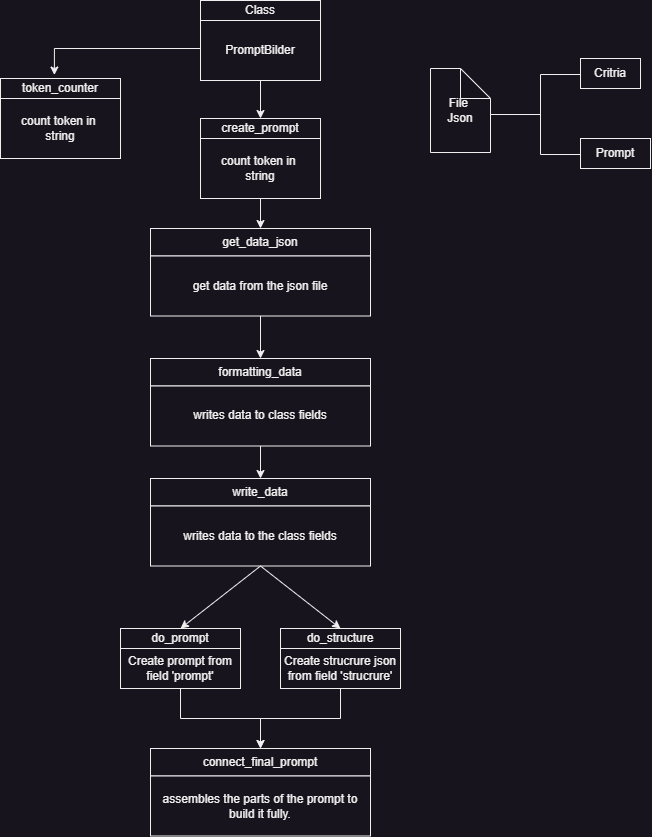 Class
PromptBilder
token_counter
count token in
string
create_prompt
count token in
string
get_data_json
get data from the json file
formatting_data
writes data to class fields
write_data
writes data to the class fields
do_prompt
Create prompt from
field 'prompt'
do_structure
Create strucrure json
from field 'strucrure'
connect_final_prompt
assembles the parts of the prompt to
build it fully.
File
Json
Critria
Prompt